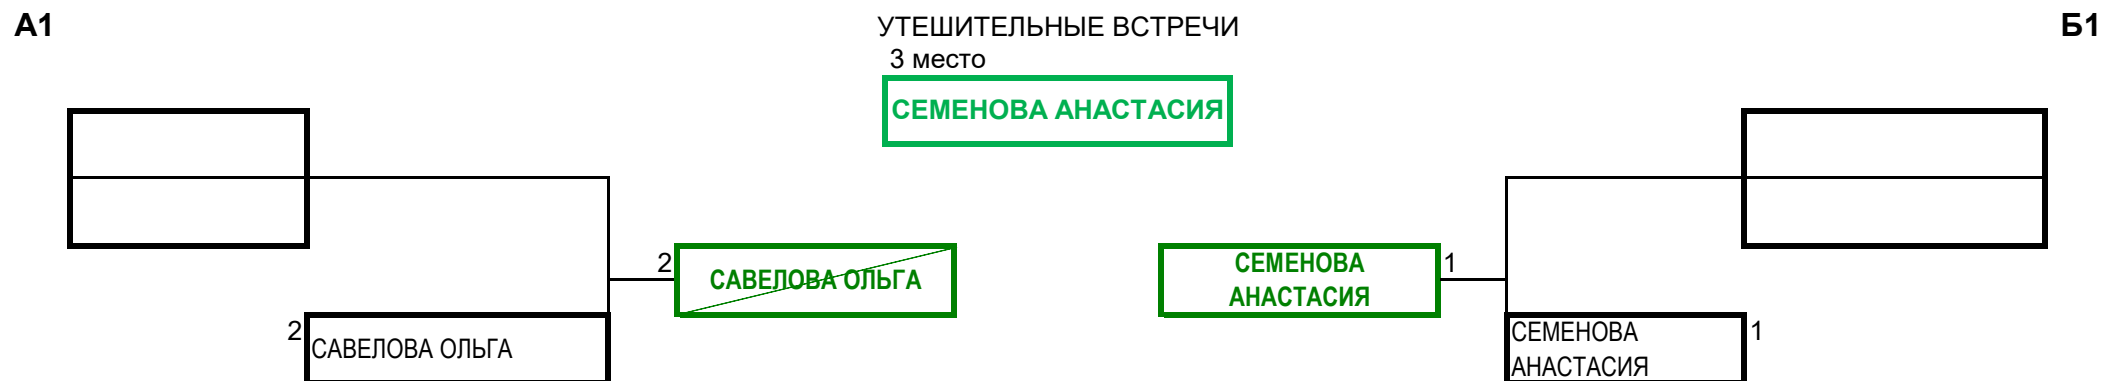 А1
УТЕШИТЕЛЬНЫЕ ВСТРЕЧИ
Б1
3 место
СЕМЕНОВА АНАСТАСИЯ
2
САВЕЛОВА ОЛЬГА
СЕМЕНОВА
АНАСТАСИЯ
1
2
САВЕЛОВА ОЛЬГА
СЕМЕНОВА
АНАСТАСИЯ
1